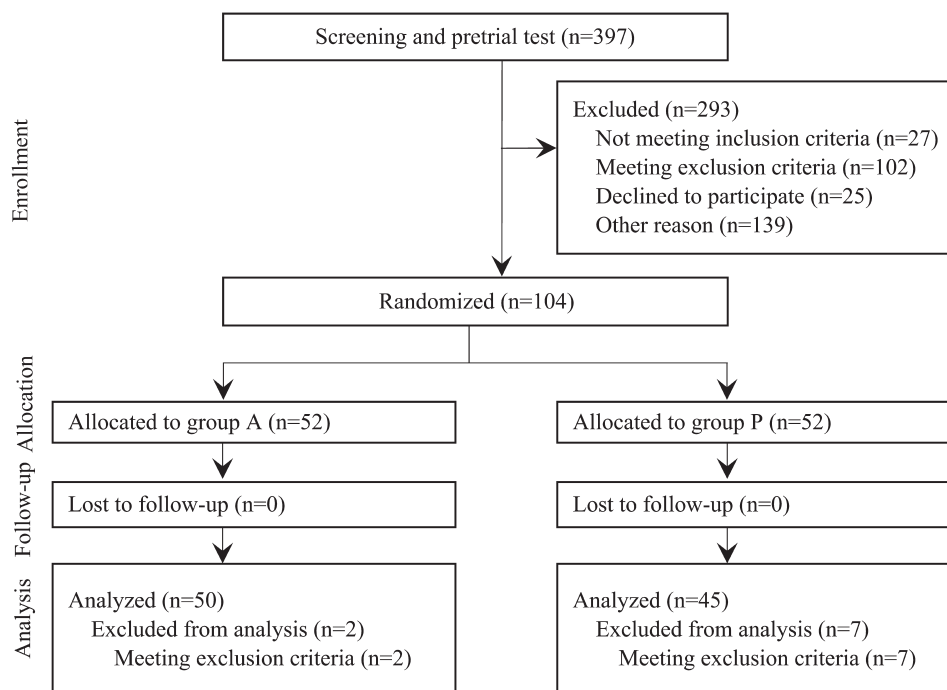 Screening and pretrial test (n=397)
Enrollment
Excluded (n=293)
Not meeting inclusion criteria (n=27)
Meeting exclusion criteria (n=102)
Declined to participate (n=25)
Other reason (n=139)
Randomized (n=104)
Allocation
Allocated to group A (n=52)
Allocated to group P (n=52)
Follow-up
Lost to follow-up (n=0)
Lost to follow-up (n=0)
Analysis
Analyzed (n=50)
Excluded from analysis (n=2)
Meeting exclusion criteria (n=2)
Analyzed (n=45)
Excluded from analysis (n=7)
Meeting exclusion criteria (n=7)